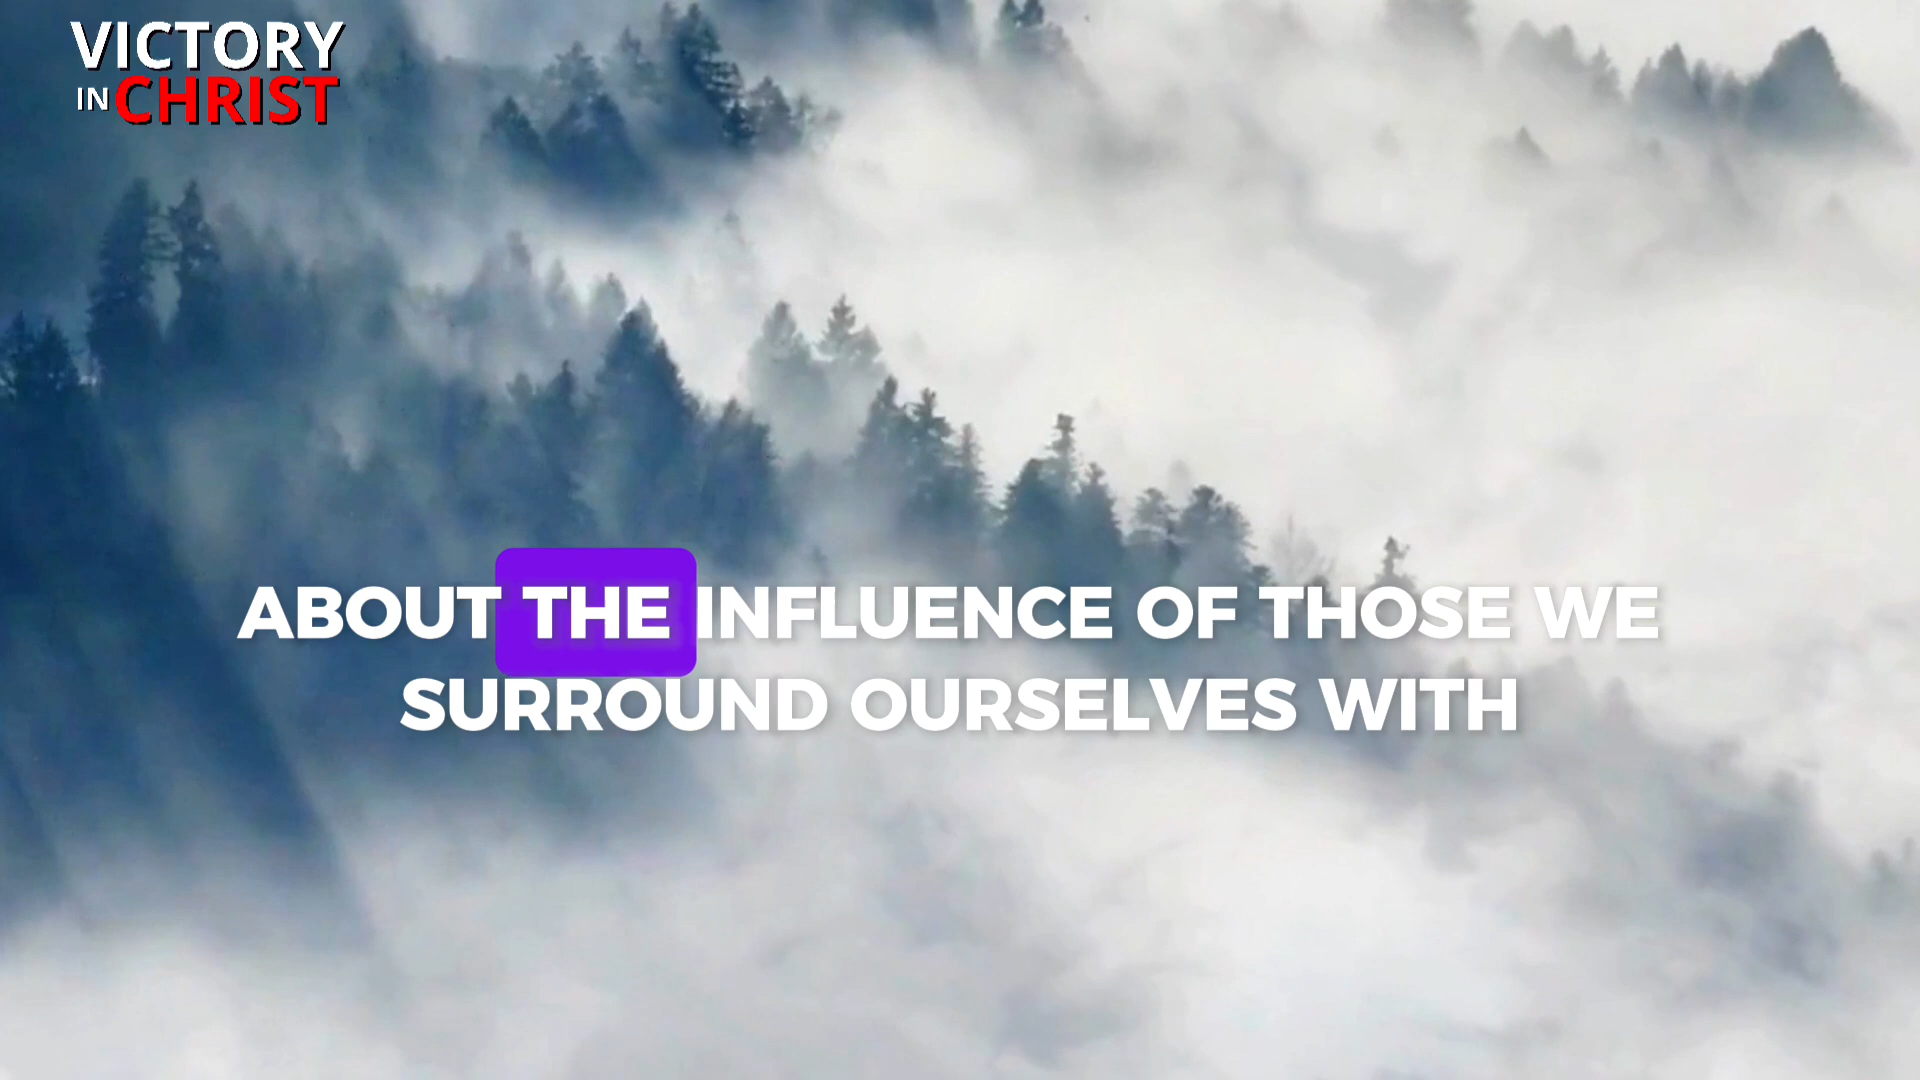 VICTORY
IN CHRIST
ABOUT THE INFLUENCE OF THOSE WE
SURROUND OURSELVES WITH